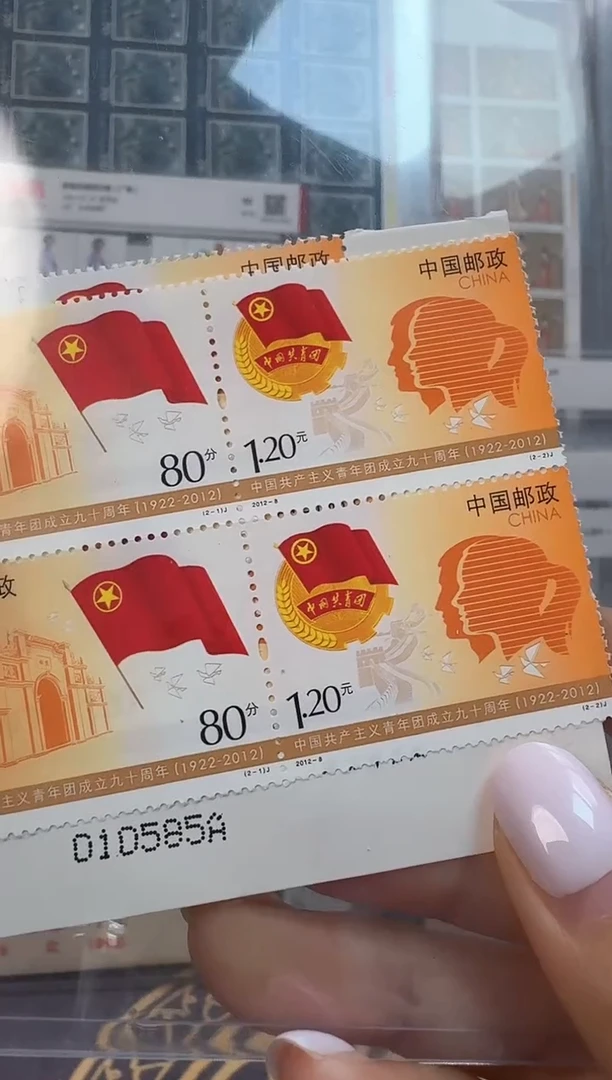 中国邮政
中国邮政
CHINA
中国共青团
80分
1.20元
青年团成立九十周年 (1922-2012)
中国共产主义青年团成立九十周年 (1922-2012)
(2-1)J
2012-8
(2-2)J
政
中国邮政
CHINA
中国共青团
80分
1.20元
主义青年团成立九十周年 (1922-2012)
中国共产主义青年团成立九十周年 (1922-2012)
(2-1)J
2012-8
(2-2)J
010585A